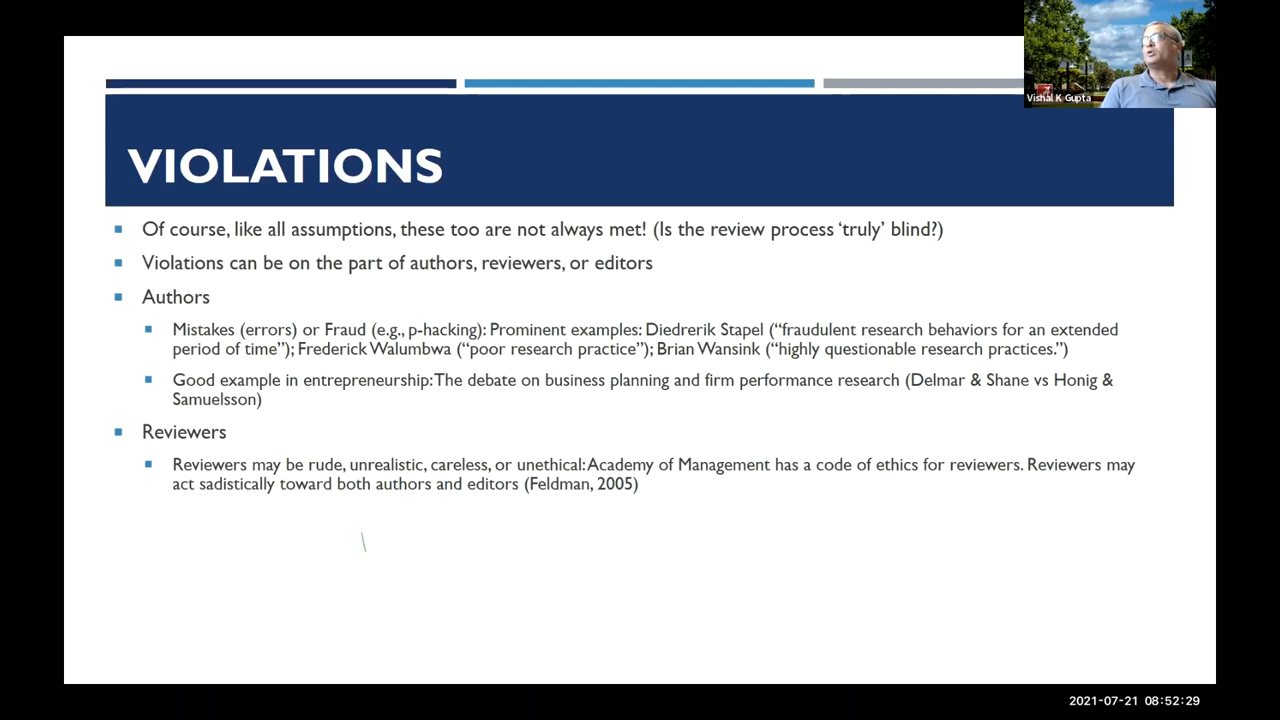 Vishal K Gupta
VIOLATIONS
Of course, like all assumptions, these too are not always met! (Is the review process ‘truly’ blind?)
Violations can be on the part of authors, reviewers, or editors
Authors
Mistakes (errors) or Fraud (e.g., p-hacking): Prominent examples: Diedrerik Stapel (“fraudulent research behaviors for an extended
period of time”); Frederick Walumbwa (“poor research practice”); Brian Wansink (“highly questionable research practices.”)
Good example in entrepreneurship: The debate on business planning and firm performance research (Delmar & Shane vs Honig &
Samuelsson)
Reviewers
Reviewers may be rude, unrealistic, careless, or unethical: Academy of Management has a code of ethics for reviewers. Reviewers may
act sadistically toward both authors and editors (Feldman, 2005)
2021-07-21 08:52:29